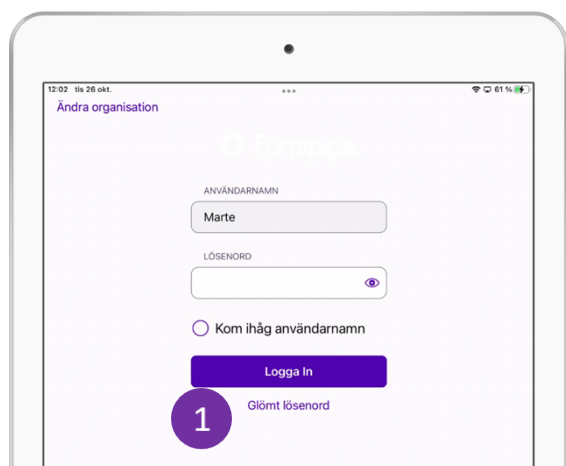 12:02 tis 26 okt.
61 %
Ändra organisation
Formpipe
ANVÄNDARNAMN
Marte
LÖSENORD
Kom ihåg användarnamn
Logga In
Glömt lösenord
1